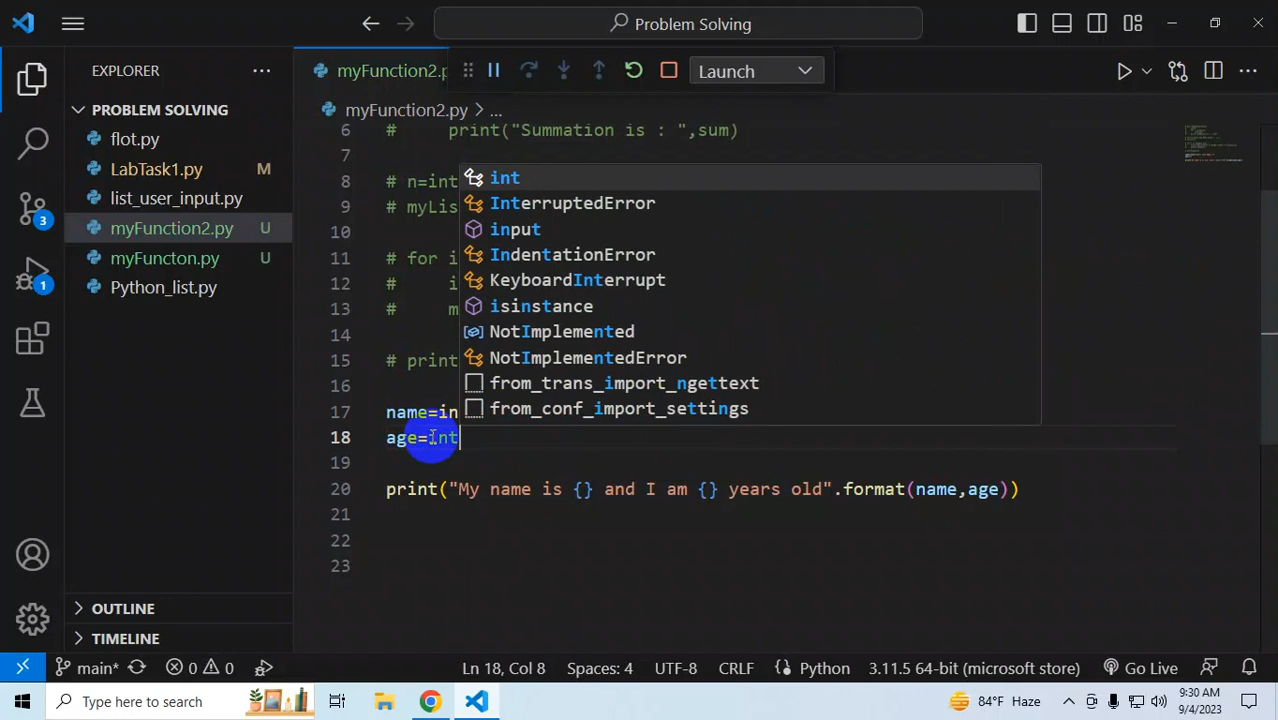 Problem Solving
EXPLORER
myFunction2.p
Launch
PROBLEM SOLVING
myFunction2.py > ...
flot.py
LabTask1.py M
list_user_input.py
myFunction2.py U
myFuncton.py U
Python_list.py
6 # print("Summation is : ",sum)
7
8 # n=int
9 # myLis
10
11 # for i
12 # i
13 # m
14
15 # print
16
17 name=in
18 age=int
19
20 print("My name is {} and I am {} years old".format(name,age))
21
22
23
int
InterruptedError
input
IndentationError
KeyboardInterrupt
isinstance
NotImplemented
NotImplementedError
from_trans_import_ngettext
from_conf_import_settings
3
1
OUTLINE
TIMELINE
main* 0 0 Ln 18, Col 8 Spaces: 4 UTF-8 CRLF Python 3.11.5 64-bit (microsoft store) Go Live
Type here to search 84°F Haze 9:30 AM
9/4/2023